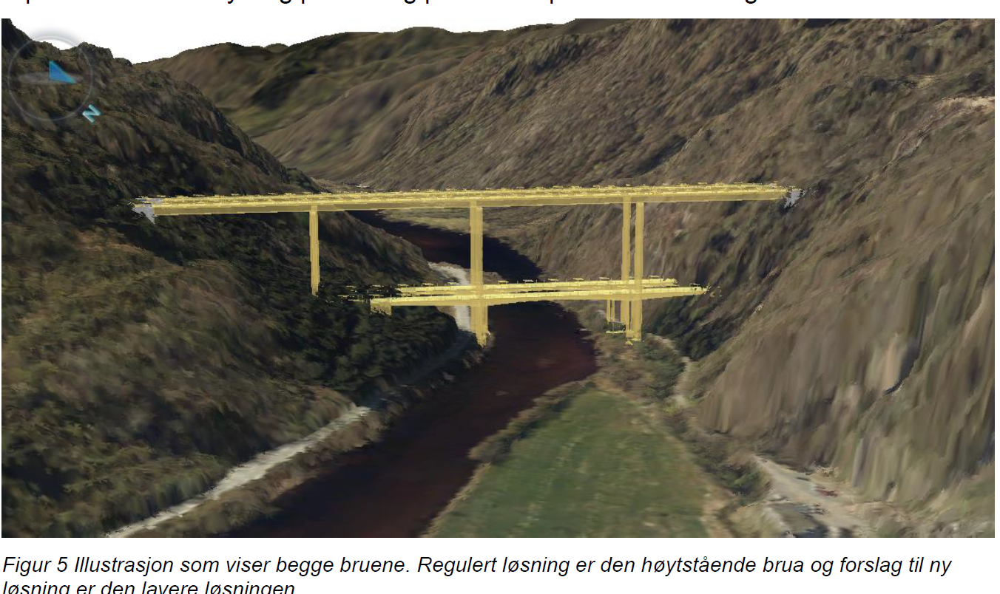 N
Figur 5 Illustrasjon som viser begge bruene. Regulert løsning er den høytstående brua og forslag til ny
løsning er den lavere løsningen